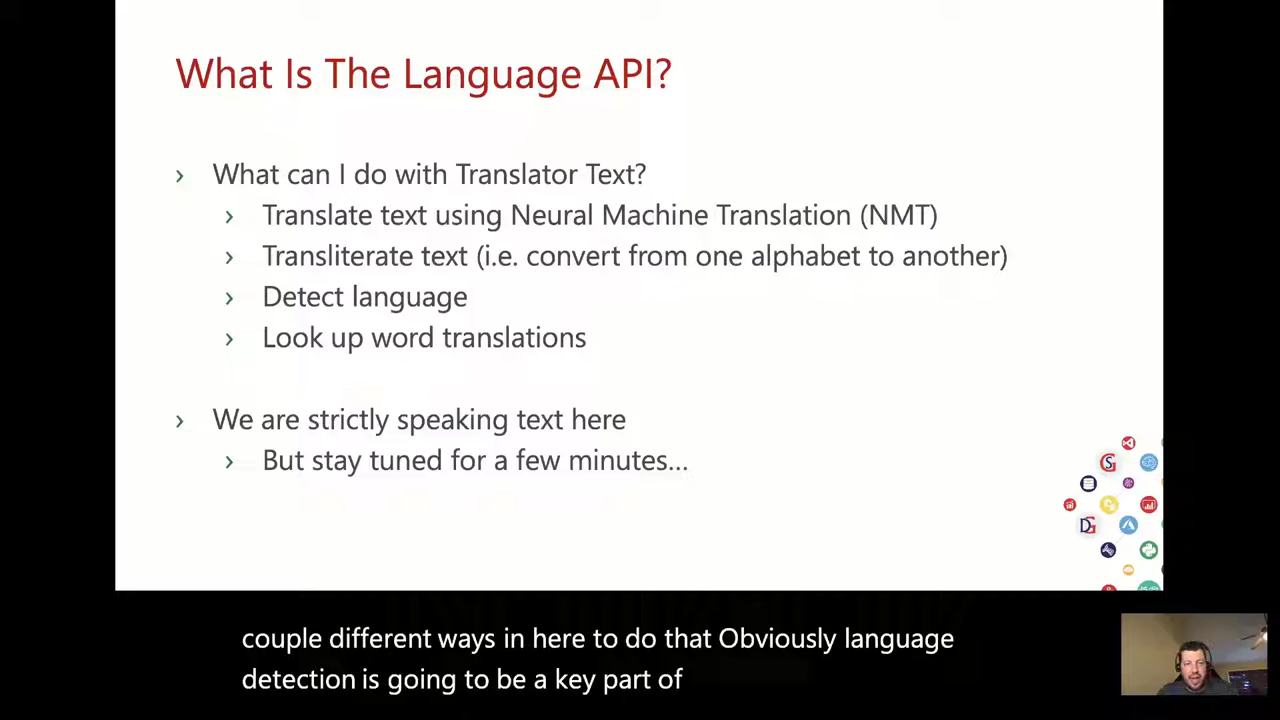 What Is The Language API?
› What can I do with Translator Text?
› Translate text using Neural Machine Translation (NMT)
› Transliterate text (i.e. convert from one alphabet to another)
› Detect language
› Look up word translations
› We are strictly speaking text here
› But stay tuned for a few minutes...
SG
DG
couple different ways in here to do that Obviously language
detection is going to be a key part of